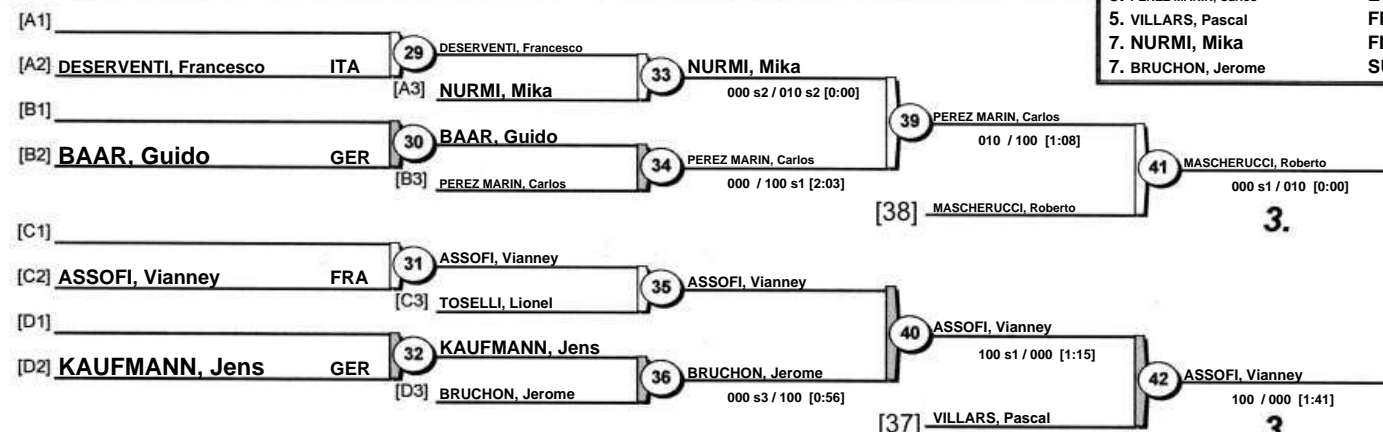 5. VILLARS, Pascal
7. NURMI, Mika
7. BRUCHON, Jerome
[A1]
[A2] DESERVENTI, Francesco ITA
29
DESERVENTI, Francesco
[A3] NURMI, Mika
33
NURMI, Mika
000 s2 / 010 s2 [0:00]
[B1]
[B2] BAAR, Guido GER
30
BAAR, Guido
[B3] PEREZ MARIN, Carlos
34
PEREZ MARIN, Carlos
000 / 100 s1 [2:03]
39
PEREZ MARIN, Carlos
010 / 100 [1:08]
[38] MASCHERUCCI, Roberto
41
MASCHERUCCI, Roberto
000 s1 / 010 [0:00]
3.
[C1]
[C2] ASSOFI, Vianney FRA
31
ASSOFI, Vianney
[C3] TOSELLI, Lionel
35
ASSOFI, Vianney
[D1]
[D2] KAUFMANN, Jens GER
32
KAUFMANN, Jens
[D3] BRUCHON, Jerome
36
BRUCHON, Jerome
000 s3 / 100 [0:56]
40
ASSOFI, Vianney
100 s1 / 000 [1:15]
[37] VILLARS, Pascal
42
ASSOFI, Vianney
100 / 000 [1:41]
3.